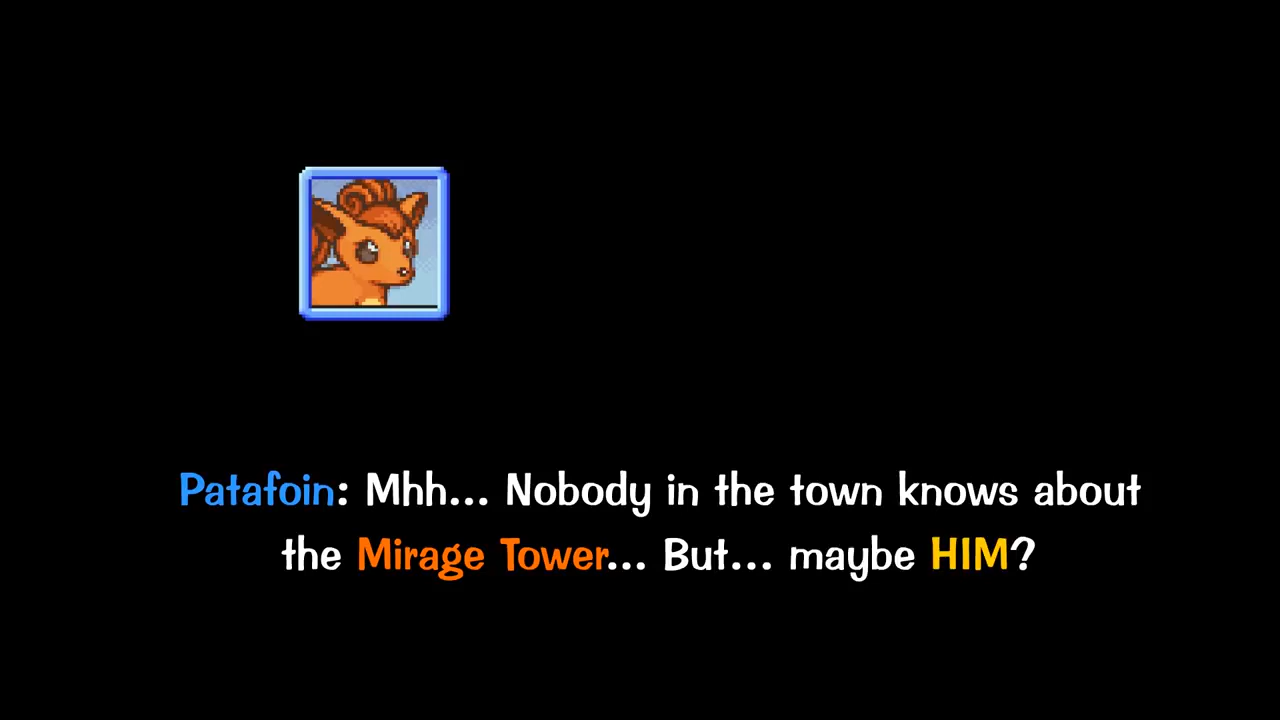 Patafoin: Mhh... Nobody in the town knows about
the Mirage Tower... But... maybe HIM?